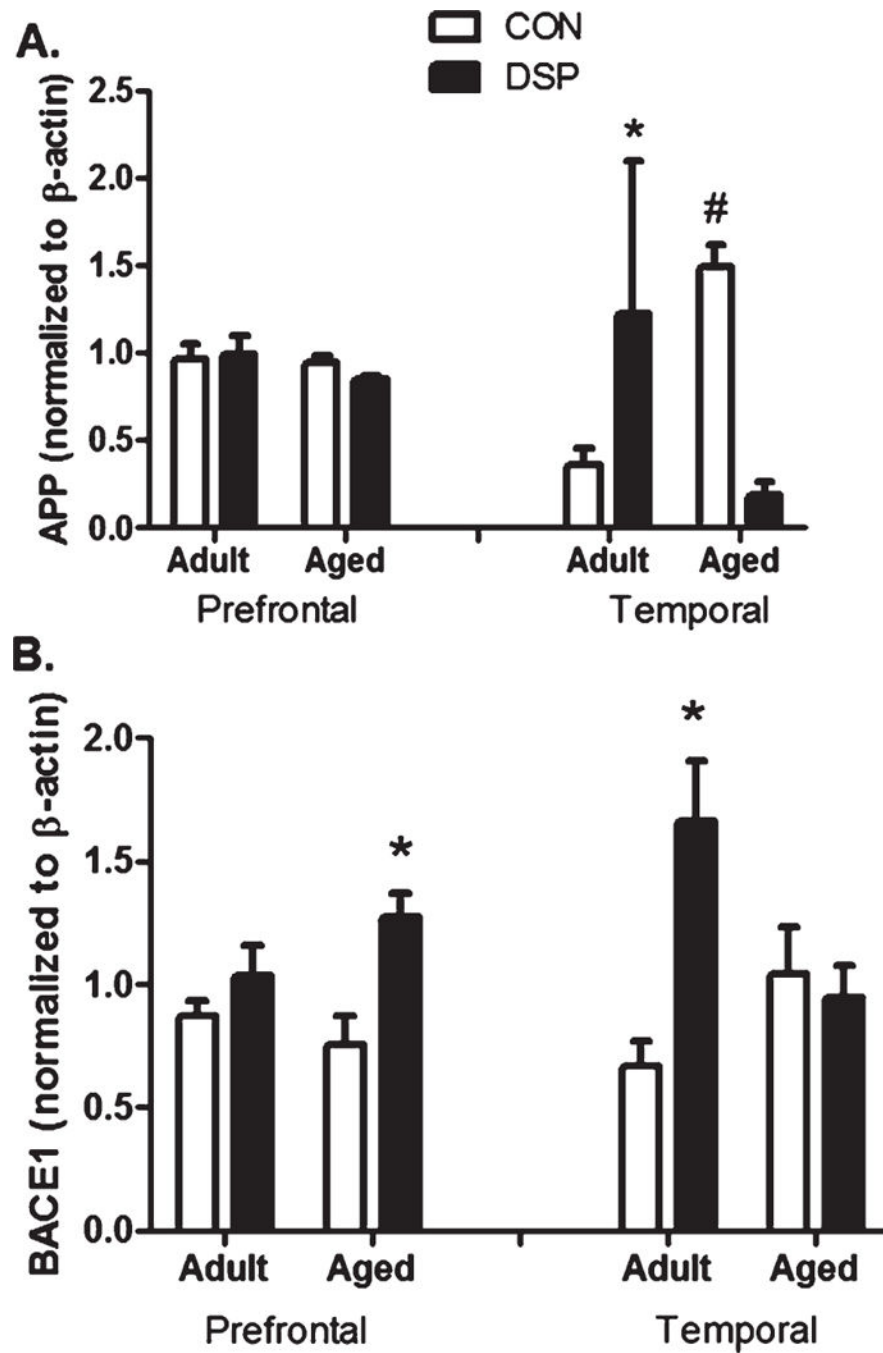 A.
CON
DSP
APP (normalized to β-actin)
2.5
2.0
1.5
1.0
0.5
0.0
*
#
Adult Aged Adult Aged
Prefrontal Temporal
B.
BACE1 (normalized to β-actin)
2.0
1.5
1.0
0.5
0.0
*
*
Adult Aged Adult Aged
Prefrontal Temporal